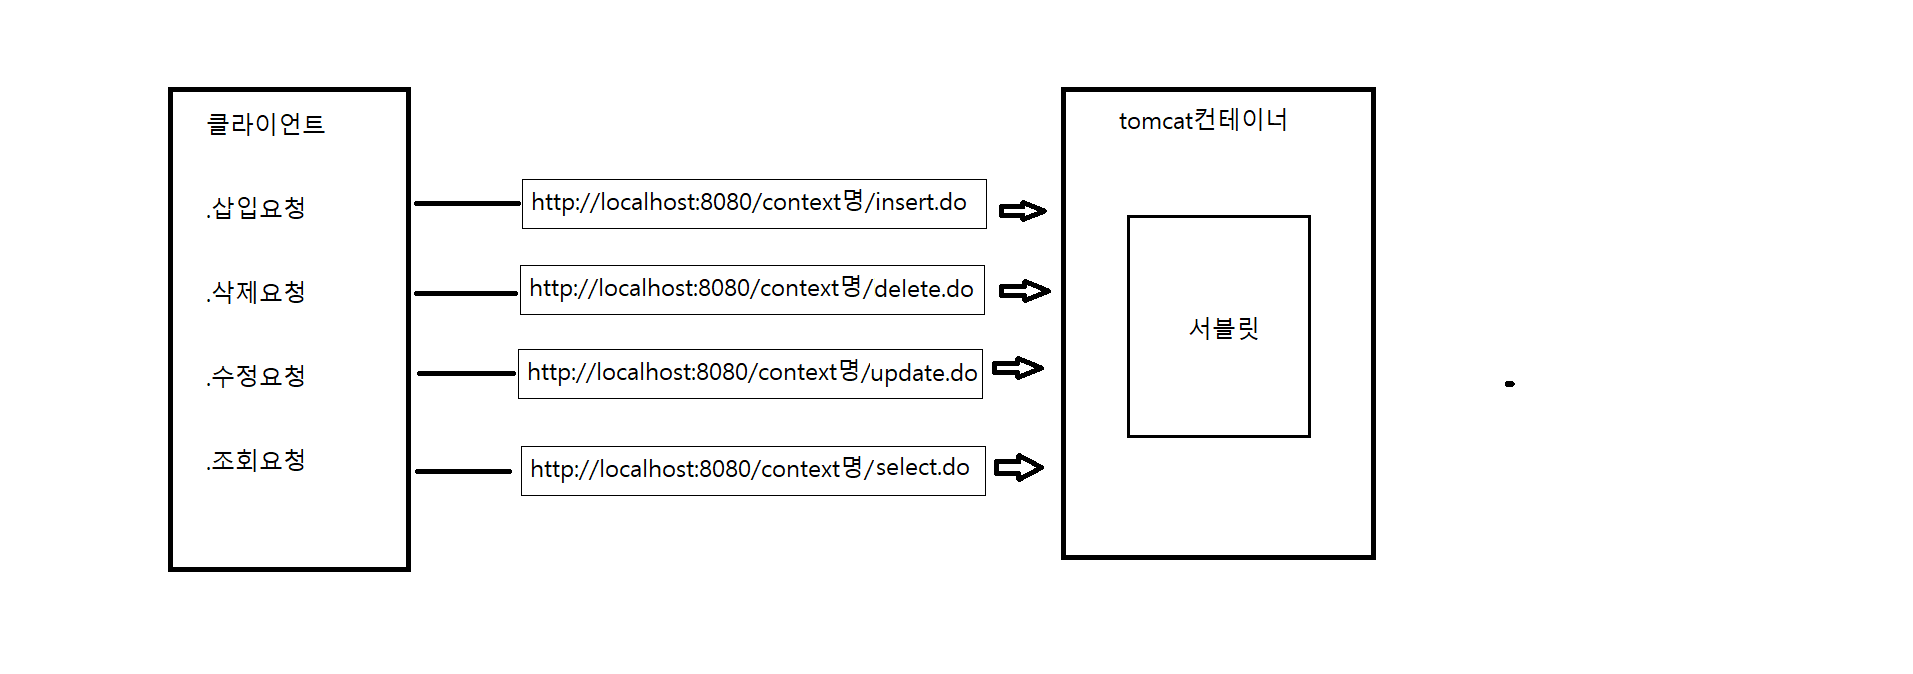 클라이언트
.삽입요청
.삭제요청
.수정요청
.조회요청
http://localhost:8080/context명/insert.do
http://localhost:8080/context명/delete.do
http://localhost:8080/context명/update.do
http://localhost:8080/context명/select.do
tomcat컨테이너
서블릿